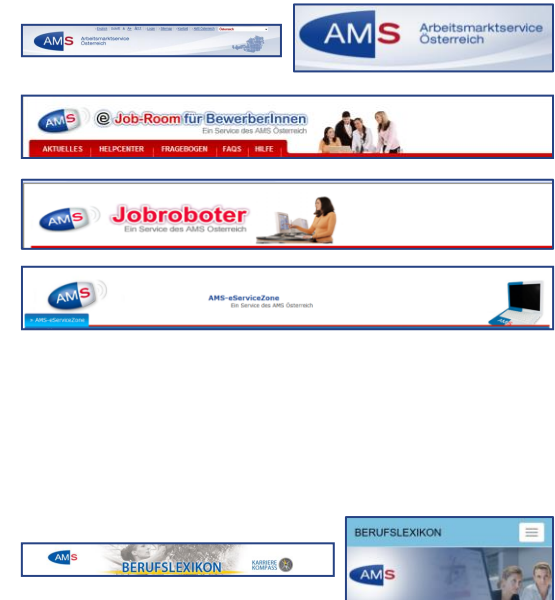 AMS Arbeitsmarktservice
Österreich
AMS Arbeitsmarktservice
Österreich
AMS @ Job-Room für BewerberInnen
Ein Service des AMS Österreich
AKTUELLES HELPCENTER FRAGEBOGEN FAQS HILFE
AMS Jobroboter
Ein Service des AMS Österreich
AMS AMS-eServiceZone
Ein Service des AMS Österreich
» AMS-eServiceZone
AMS BERUFSLEXIKON KARRIERE
KOMPASS
BERUFSLEXIKON
AMS